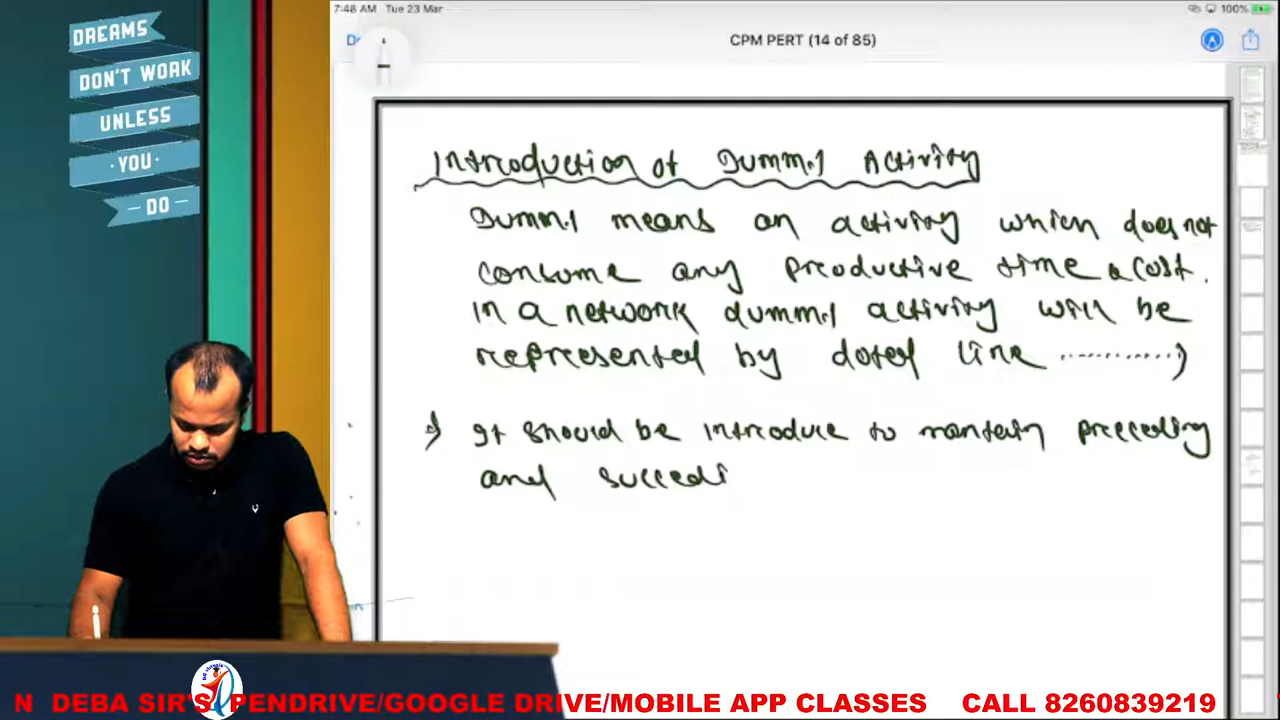 DREAMS
DON'T WORK
UNLESS
·YOU·
– DO –
7:48 AM Tue 23 Mar
100%
CPM PERT (14 of 85)
Introduction of Dummy Activity
Dummy means an activity which does not
consume any productive time & cost.
In a network dummy activity will be
represented by doted line ............>
It should be introduce to maintain preceding
and succedi
N DEBA SIR'S PENDRIVE/GOOGLE DRIVE/MOBILE APP CLASSES CALL 8260839219